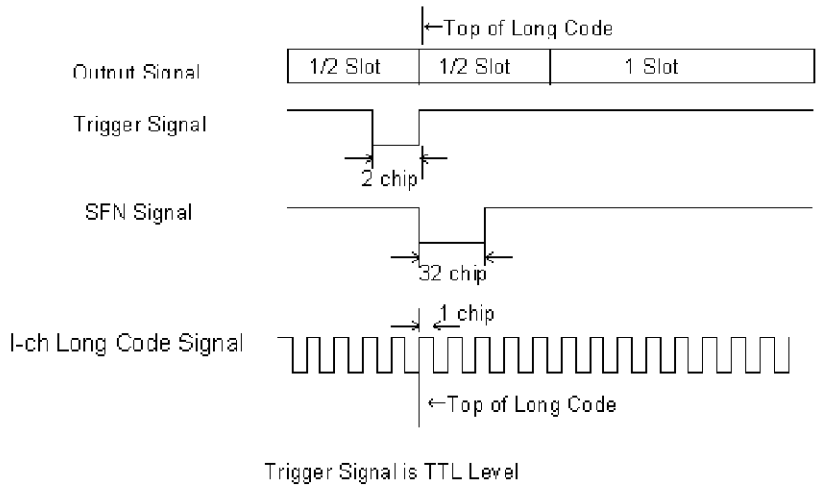 ←Top of Long Code
Output Signal 1/2 Slot 1/2 Slot 1 Slot
Trigger Signal
2 chip
SFN Signal
32 chip
1 chip
I-ch Long Code Signal
←Top of Long Code
Trigger Signal is TTL Level